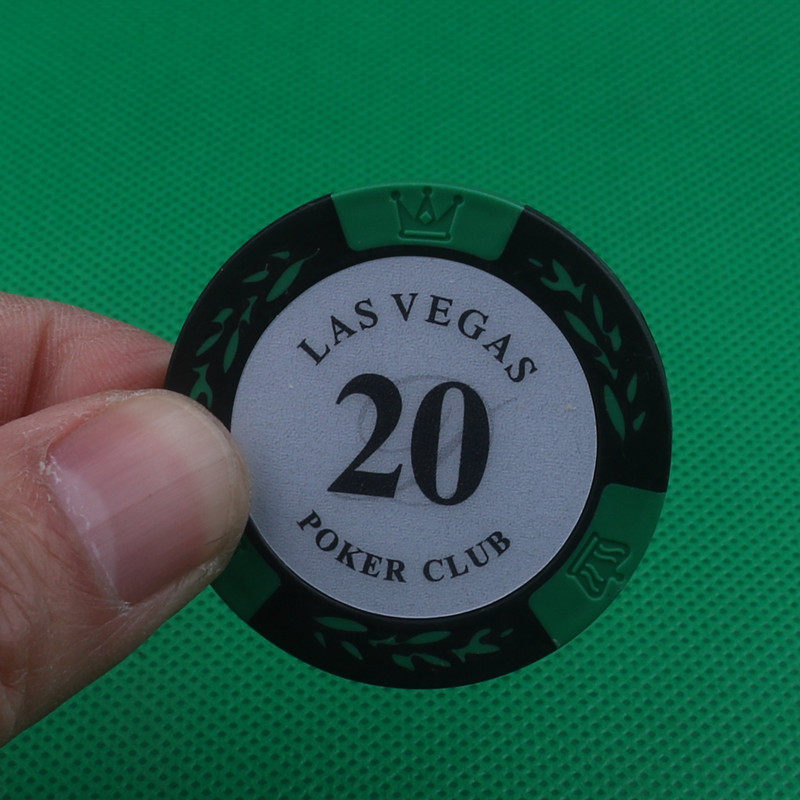 LAS VEGAS
20
POKER CLUB